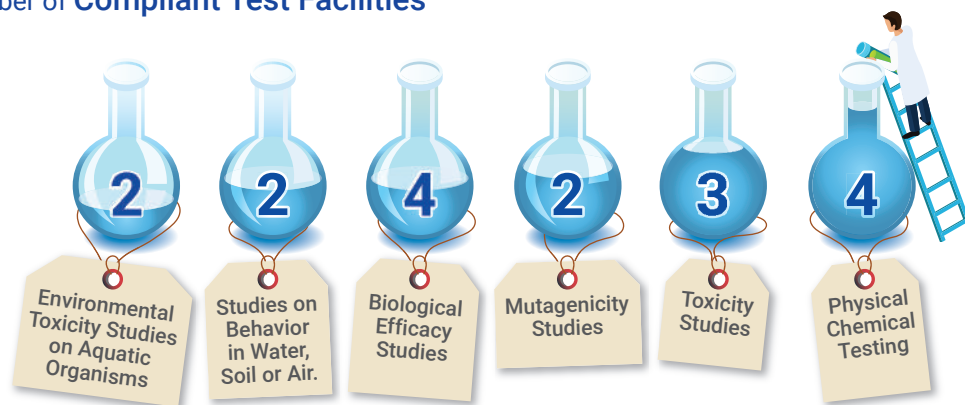 of Compliant Test Facilities
2
2
4
2
3
4
Environmental
Toxicity Studies
on Aquatic
Organisms
Studies on
Behavior
in Water,
Soil or Air.
Biological
Efficacy
Studies
Mutagenicity
Studies
Toxicity
Studies
Physical
Chemical
Testing